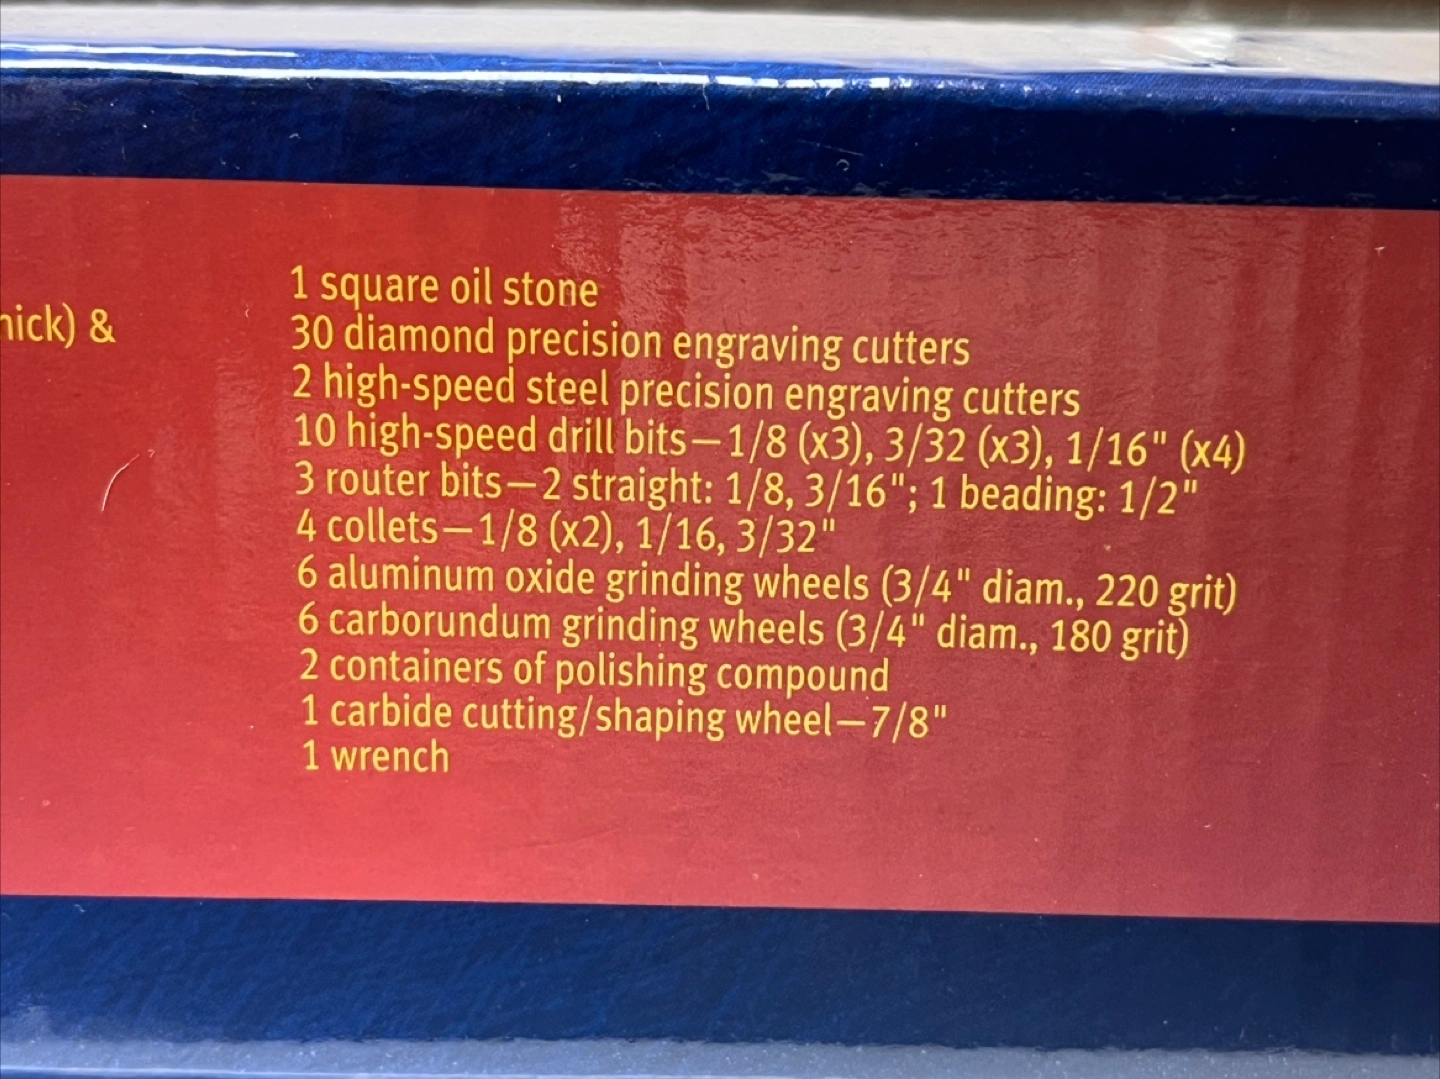 1 square oil stone
30 diamond precision engraving cutters
2 high-speed steel precision engraving cutters
10 high-speed drill bits—1/8 (x3), 3/32 (x3), 1/16" (x4)
3 router bits—2 straight: 1/8, 3/16"; 1 beading: 1/2"
4 collets—1/8 (x2), 1/16, 3/32"
6 aluminum oxide grinding wheels (3/4" diam., 220 grit)
6 carborundum grinding wheels (3/4" diam., 180 grit)
2 containers of polishing compound
1 carbide cutting/shaping wheel—7/8"
1 wrench
&